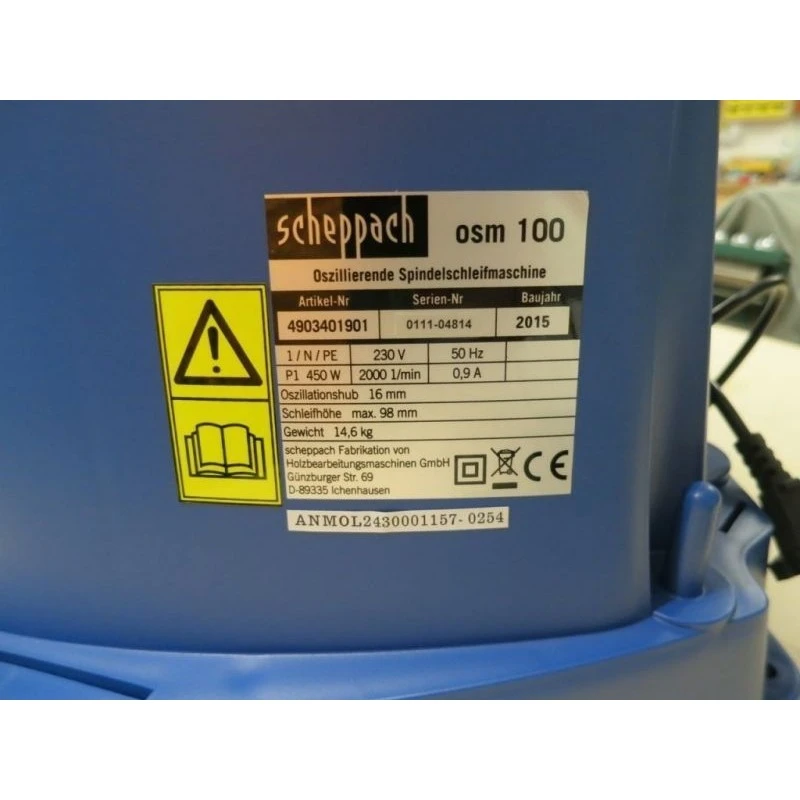 scheppach osm 100
Oszillierende Spindelschleifmaschine
Artikel-Nr Serien-Nr Baujahr
4903401901 0111-04814 2015
1 / N / PE 230 V 50 Hz
P1 450 W 2000 1/min 0,9 A
Oszillationshub 16 mm
Schleifhöhe max. 98 mm
Gewicht 14,6 kg
scheppach Fabrikation von
Holzbearbeitungsmaschinen GmbH
Günzburger Str. 69
D-89335 Ichenhausen
CE
ANMOL2430001157- 0254